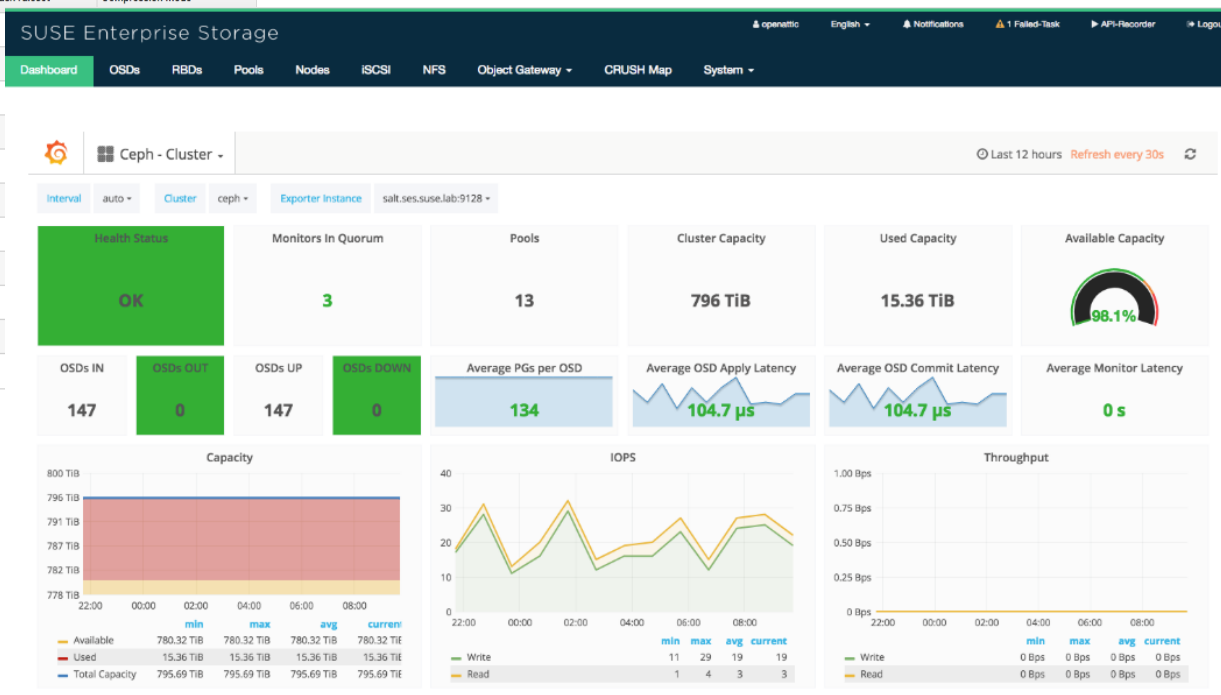 Compression mode
SUSE Enterprise Storage
openattic English Notifications 1 Failed-Task API-Recorder
Dashboard OSDs RBDs Pools Nodes iSCSI NFS Object Gateway CRUSH Map System
Ceph - Cluster Last 12 hours Refresh every 30s
Interval auto Cluster ceph Exporter Instance salt.ses.suse.lab:9128
Health Status Monitors In Quorum Pools Cluster Capacity Used Capacity Available Capacity
OK 3 13 796 TiB 15.36 TiB 98.1%
OSDs IN OSDs OUT OSDs UP OSDs DOWN Average PGs per OSD Average OSD Apply Latency Average OSD Commit Latency Average Monitor Latency
147 0 147 0 134 104.7 µs 104.7 µs 0 s
Capacity
800 TiB
796 TiB
791 TiB
787 TiB
782 TiB
778 TiB
22:00 00:00 02:00 04:00 06:00 08:00
min max avg current
Available 780.32 TiB 780.32 TiB 780.32 TiB 780.32 TiB
Used 15.36 TiB 15.36 TiB 15.36 TiB 15.36 TiB
Total Capacity 795.69 TiB 795.69 TiB 795.69 TiB 795.69 TiB
IOPS
40
30
20
10
0
22:00 00:00 02:00 04:00 06:00 08:00
min max avg current
Write 11 29 19 19
Read 1 4 3 3
Throughput
1.00 Bps
0.75 Bps
0.50 Bps
0.25 Bps
0 Bps
22:00 00:00 02:00 04:00 06:00 08:00
min max avg current
Write 0 Bps 0 Bps 0 Bps 0 Bps
Read 0 Bps 0 Bps 0 Bps 0 Bps